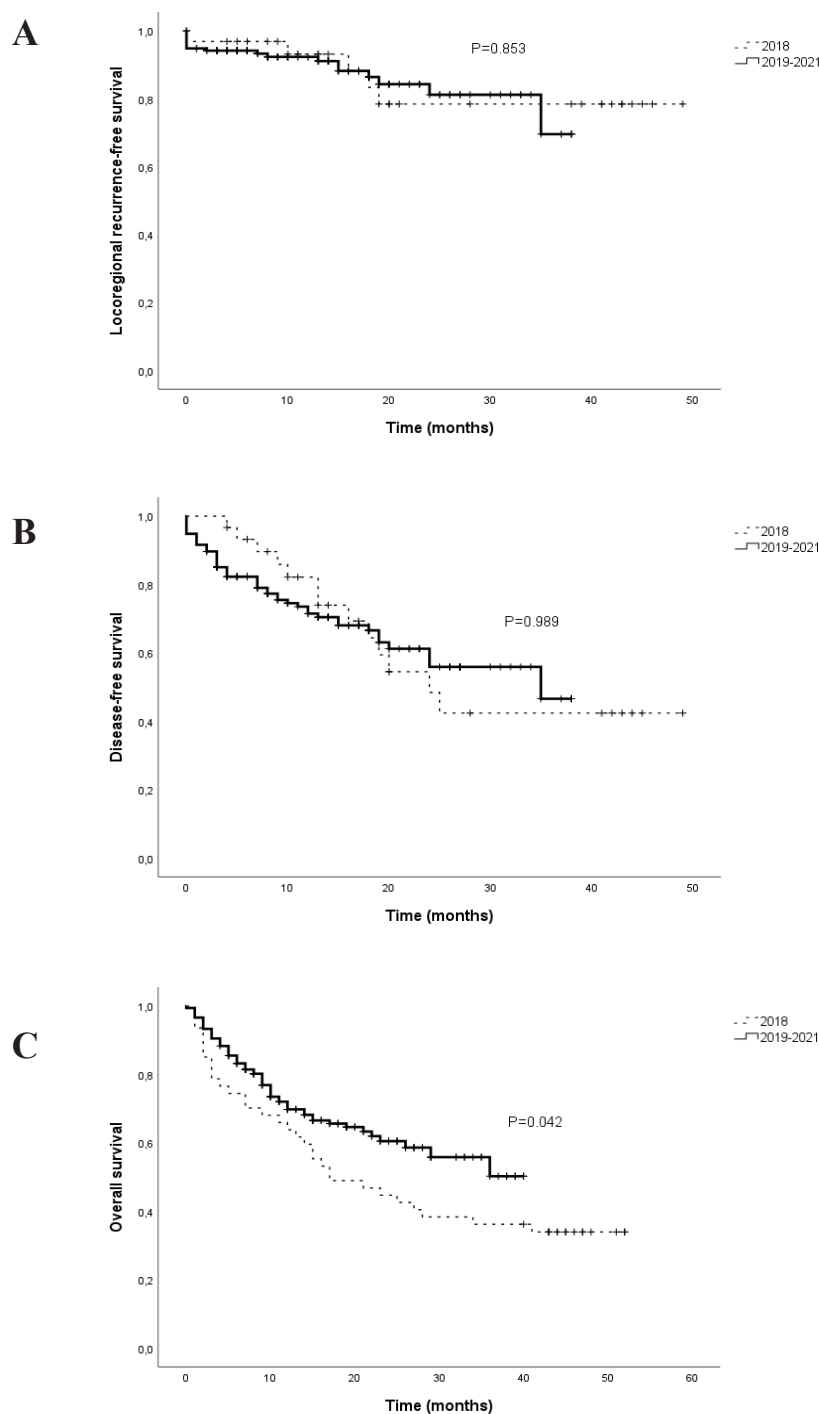 A
P=0.853
2018
2019-2021
Locoregional recurrence-free survival
1,0
0,8
0,6
0,4
0,2
0,0
0 10 20 30 40 50
Time (months)
B
P=0.989
2018
2019-2021
Disease-free survival
1,0
0,8
0,6
0,4
0,2
0,0
0 10 20 30 40 50
Time (months)
C
P=0.042
2018
2019-2021
Overall survival
1,0
0,8
0,6
0,4
0,2
0,0
0 10 20 30 40 50 60
Time (months)